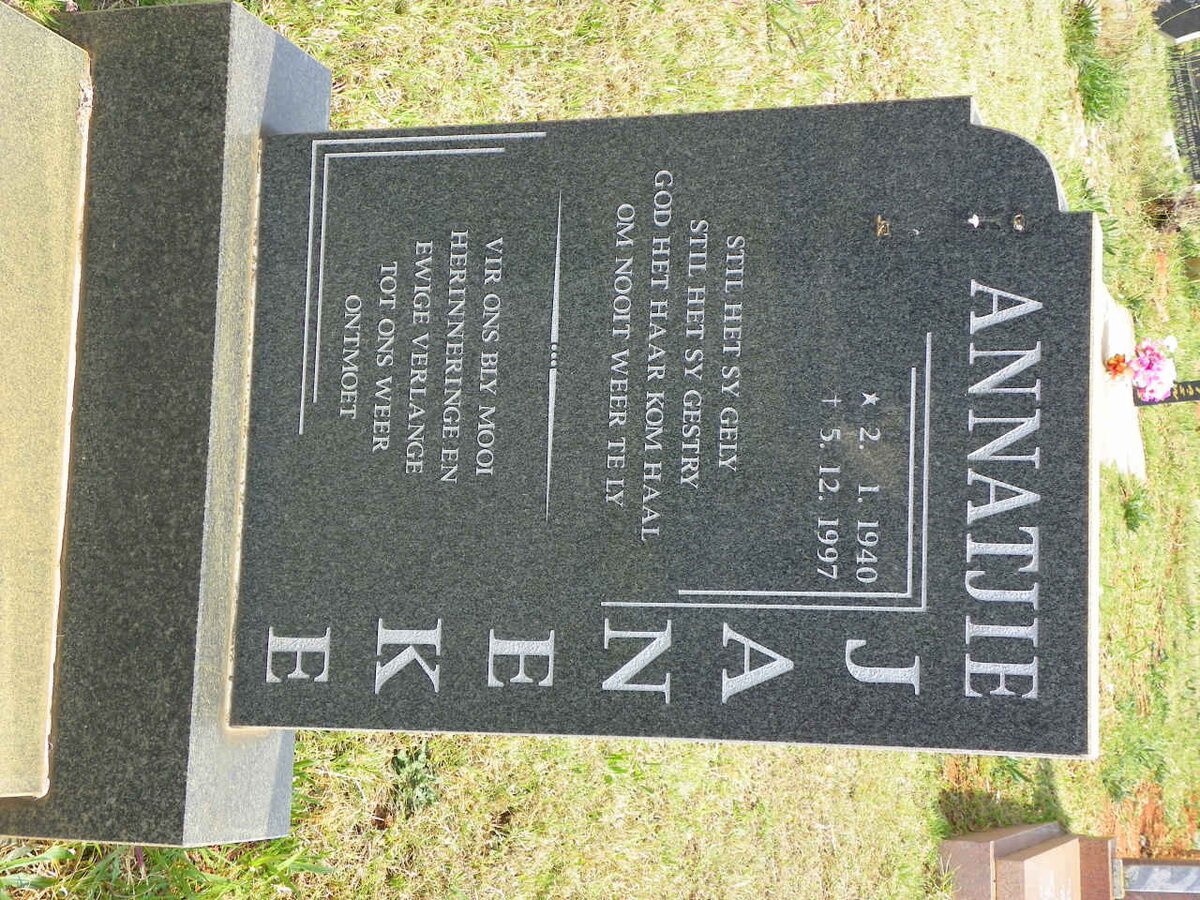 ANNATJIE
JANEKE
★ 2. 1. 1940
† 5. 12. 1997
STIL HET SY GELY
STIL HET SY GESTRY
GOD HET HAAR KOM HAAL
OM NOOIT WEER TE LY
VIR ONS BLY MOOI
HERINNERINGE EN
EWIGE VERLANGE
TOT ONS WEER
ONTMOET